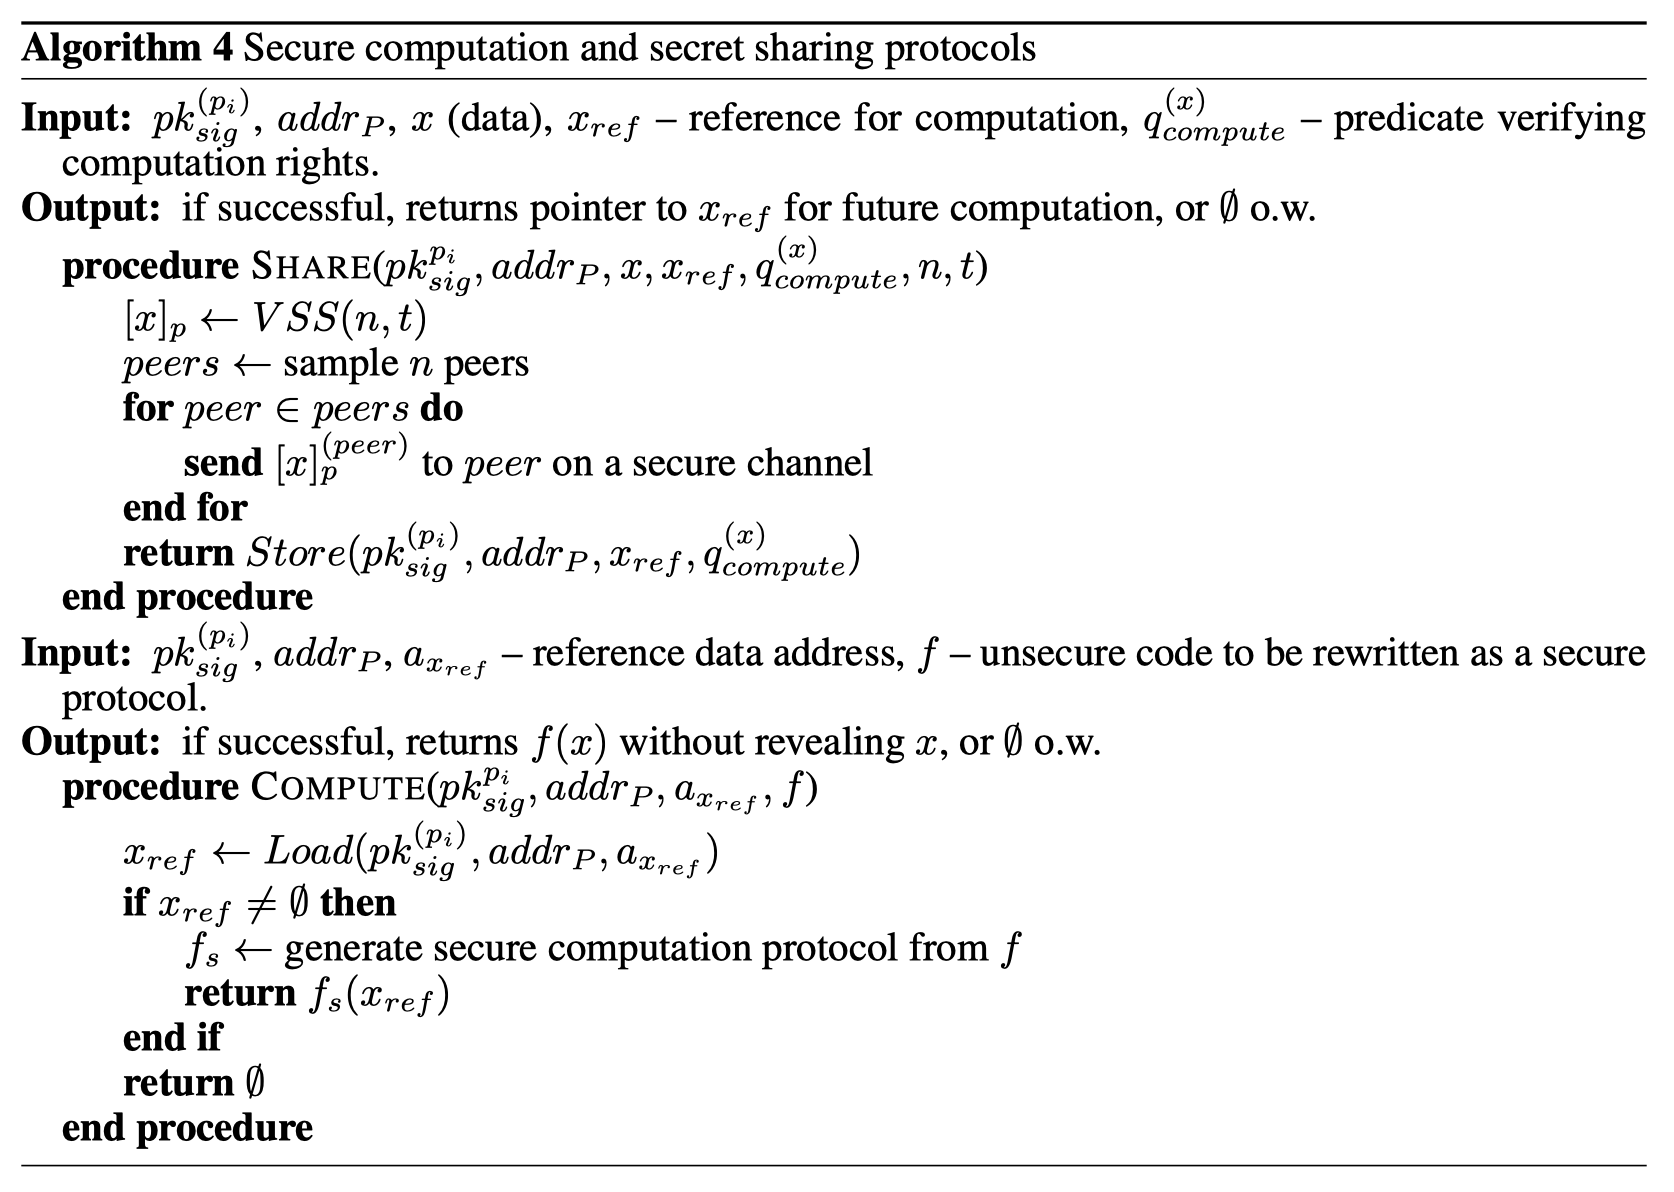 Algorithm 4 Secure computation and secret sharing protocols
Input: $pk_{sig}^{(p_i)}$, $addr_P$, $x$ (data), $x_{ref}$ – reference for computation, $q_{compute}^{(x)}$ – predicate verifying
computation rights.
Output: if successful, returns pointer to $x_{ref}$ for future computation, or $\emptyset$ o.w.
procedure SHARE($pk_{sig}^{p_i}, addr_P, x, x_{ref}, q_{compute}^{(x)}, n, t$)
$[x]_p \leftarrow VSS(n, t)$
$peers \leftarrow$ sample $n$ peers
for $peer \in peers$ do
send $[x]_p^{(peer)}$ to $peer$ on a secure channel
end for
return $Store(pk_{sig}^{(p_i)}, addr_P, x_{ref}, q_{compute}^{(x)})$
end procedure
Input: $pk_{sig}^{(p_i)}$, $addr_P$, $a_{x_{ref}}$ – reference data address, $f$ – unsecure code to be rewritten as a secure
protocol.
Output: if successful, returns $f(x)$ without revealing $x$, or $\emptyset$ o.w.
procedure COMPUTE($pk_{sig}^{p_i}, addr_P, a_{x_{ref}}, f$)
$x_{ref} \leftarrow Load(pk_{sig}^{(p_i)}, addr_P, a_{x_{ref}})$
if $x_{ref} \neq \emptyset$ then
$f_s \leftarrow$ generate secure computation protocol from $f$
return $f_s(x_{ref})$
end if
return $\emptyset$
end procedure